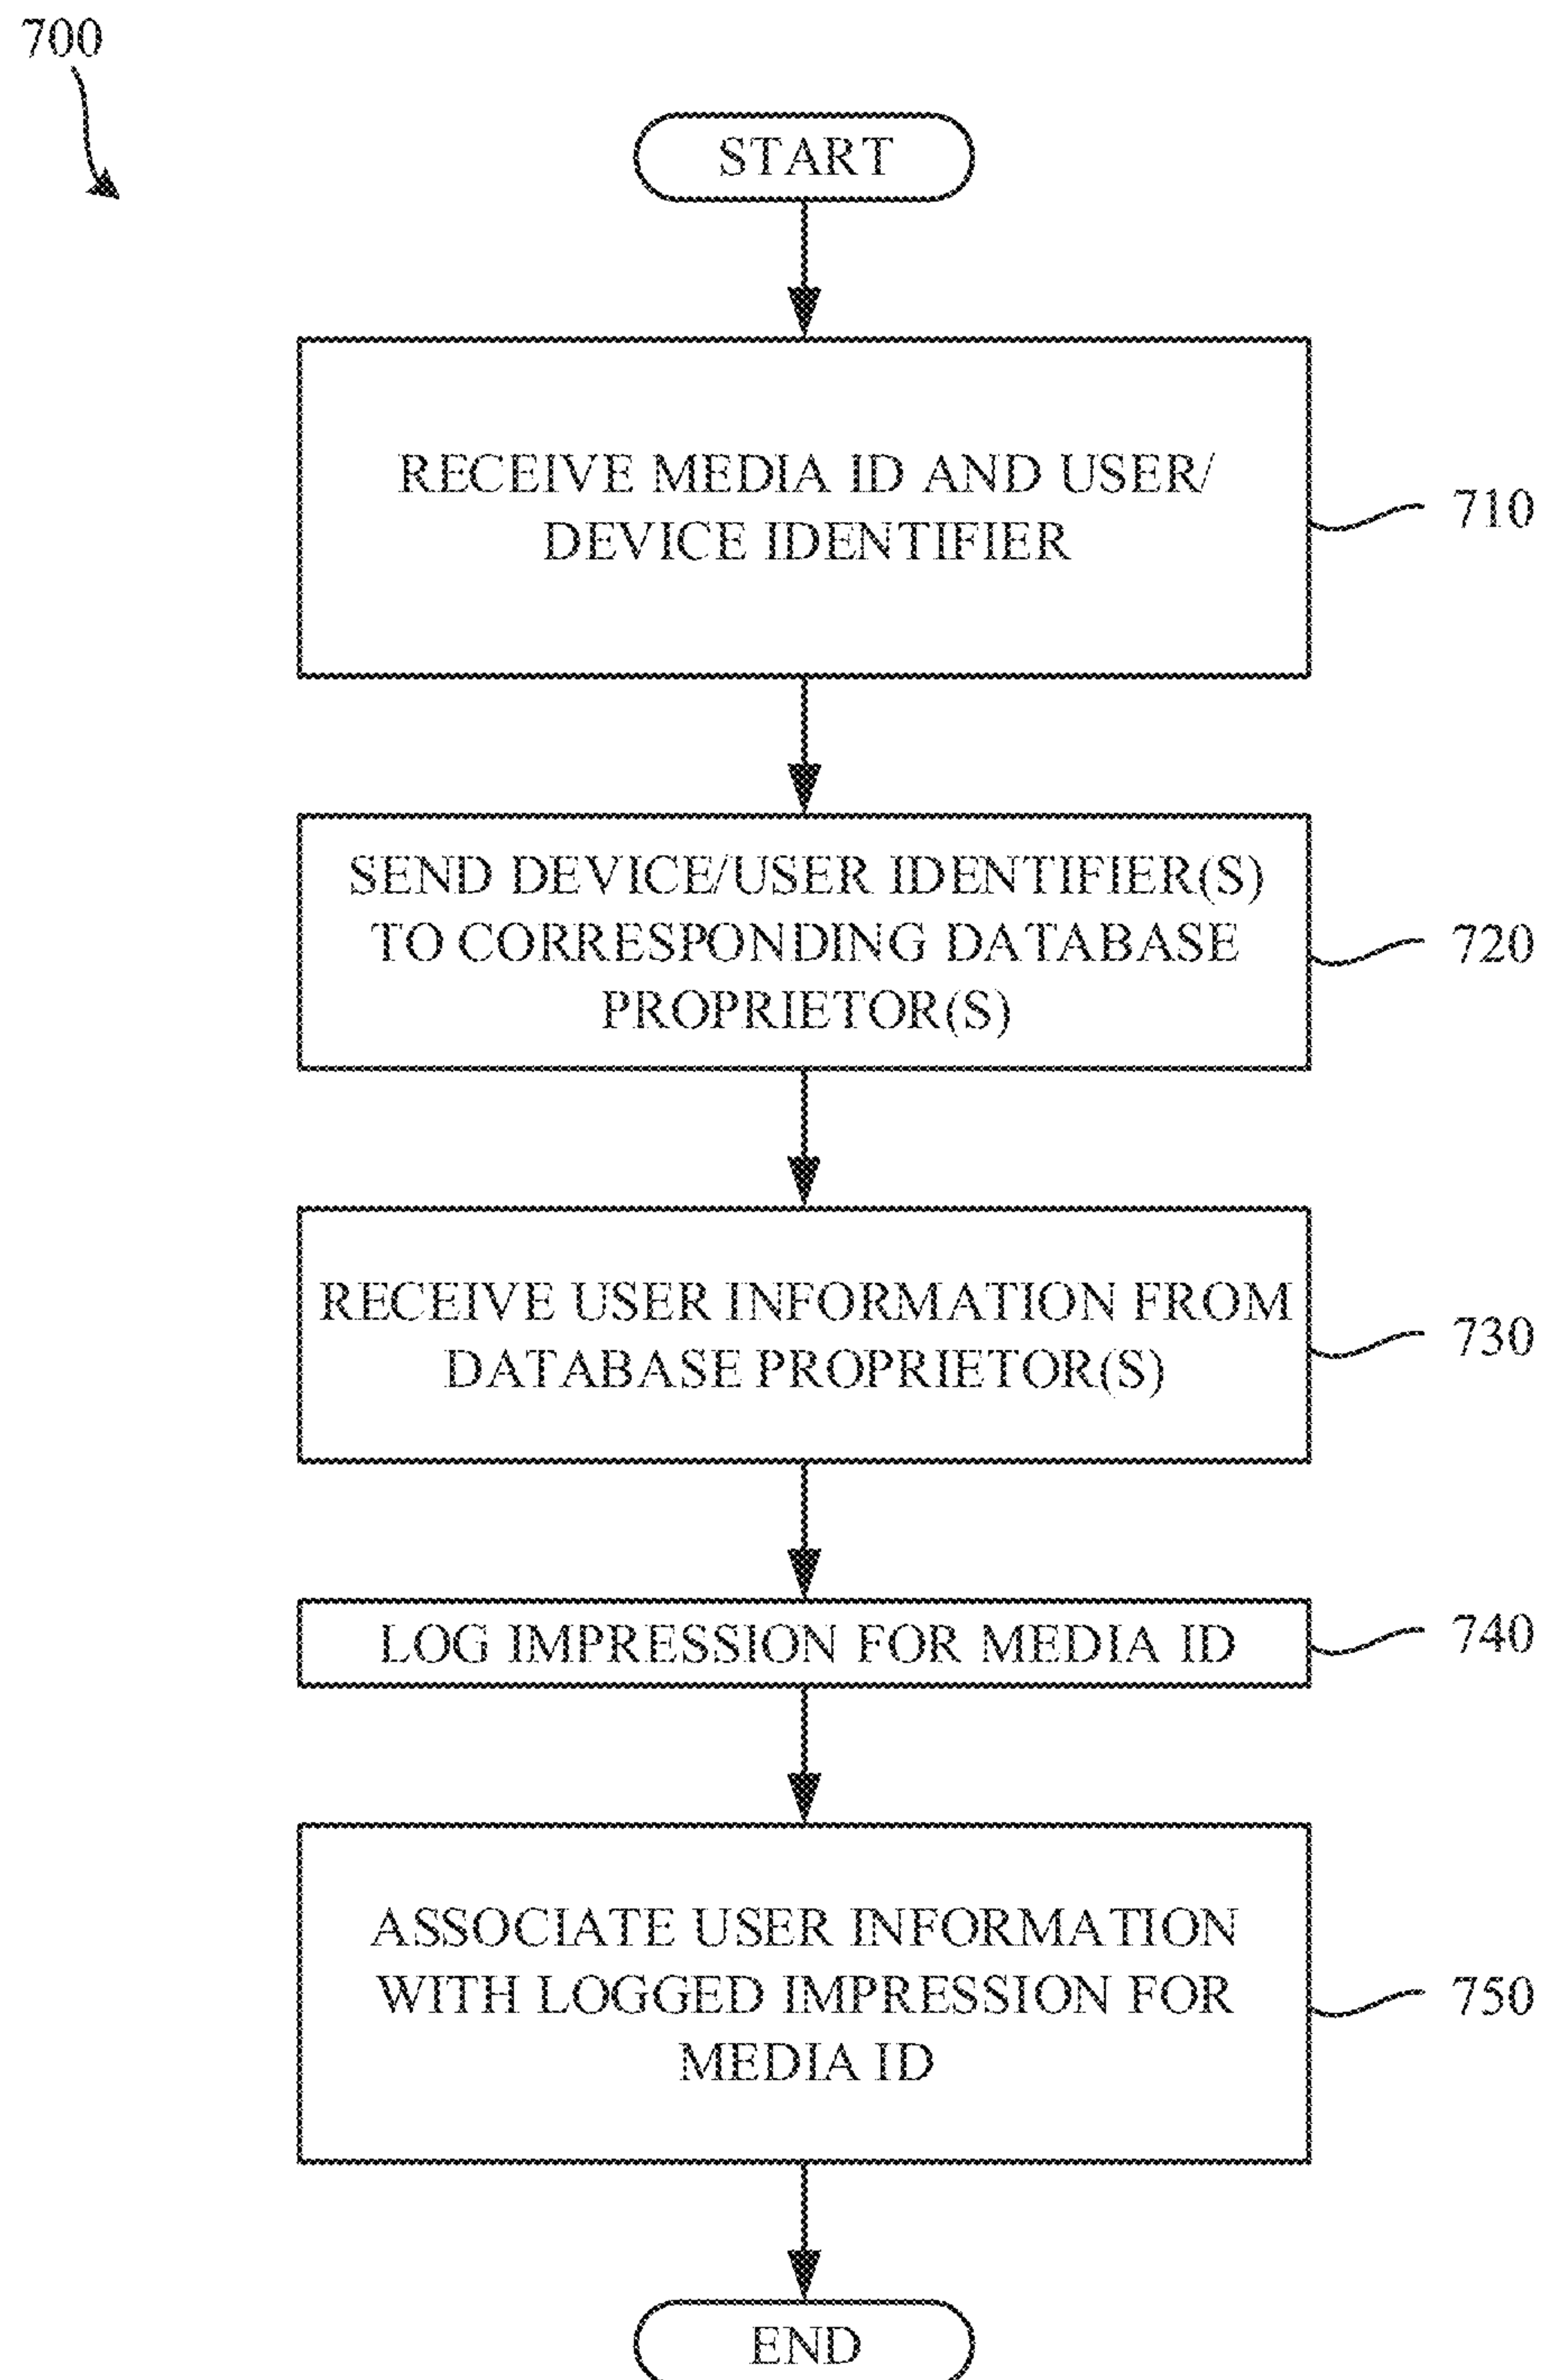 700
START
RECEIVE MEDIA ID AND USER/
DEVICE IDENTIFIER
710
SEND DEVICE/USER IDENTIFIER(S)
TO CORRESPONDING DATABASE
PROPRIETOR(S)
720
RECEIVE USER INFORMATION FROM
DATABASE PROPRIETOR(S)
730
LOG IMPRESSION FOR MEDIA ID
740
ASSOCIATE USER INFORMATION
WITH LOGGED IMPRESSION FOR
MEDIA ID
750
END